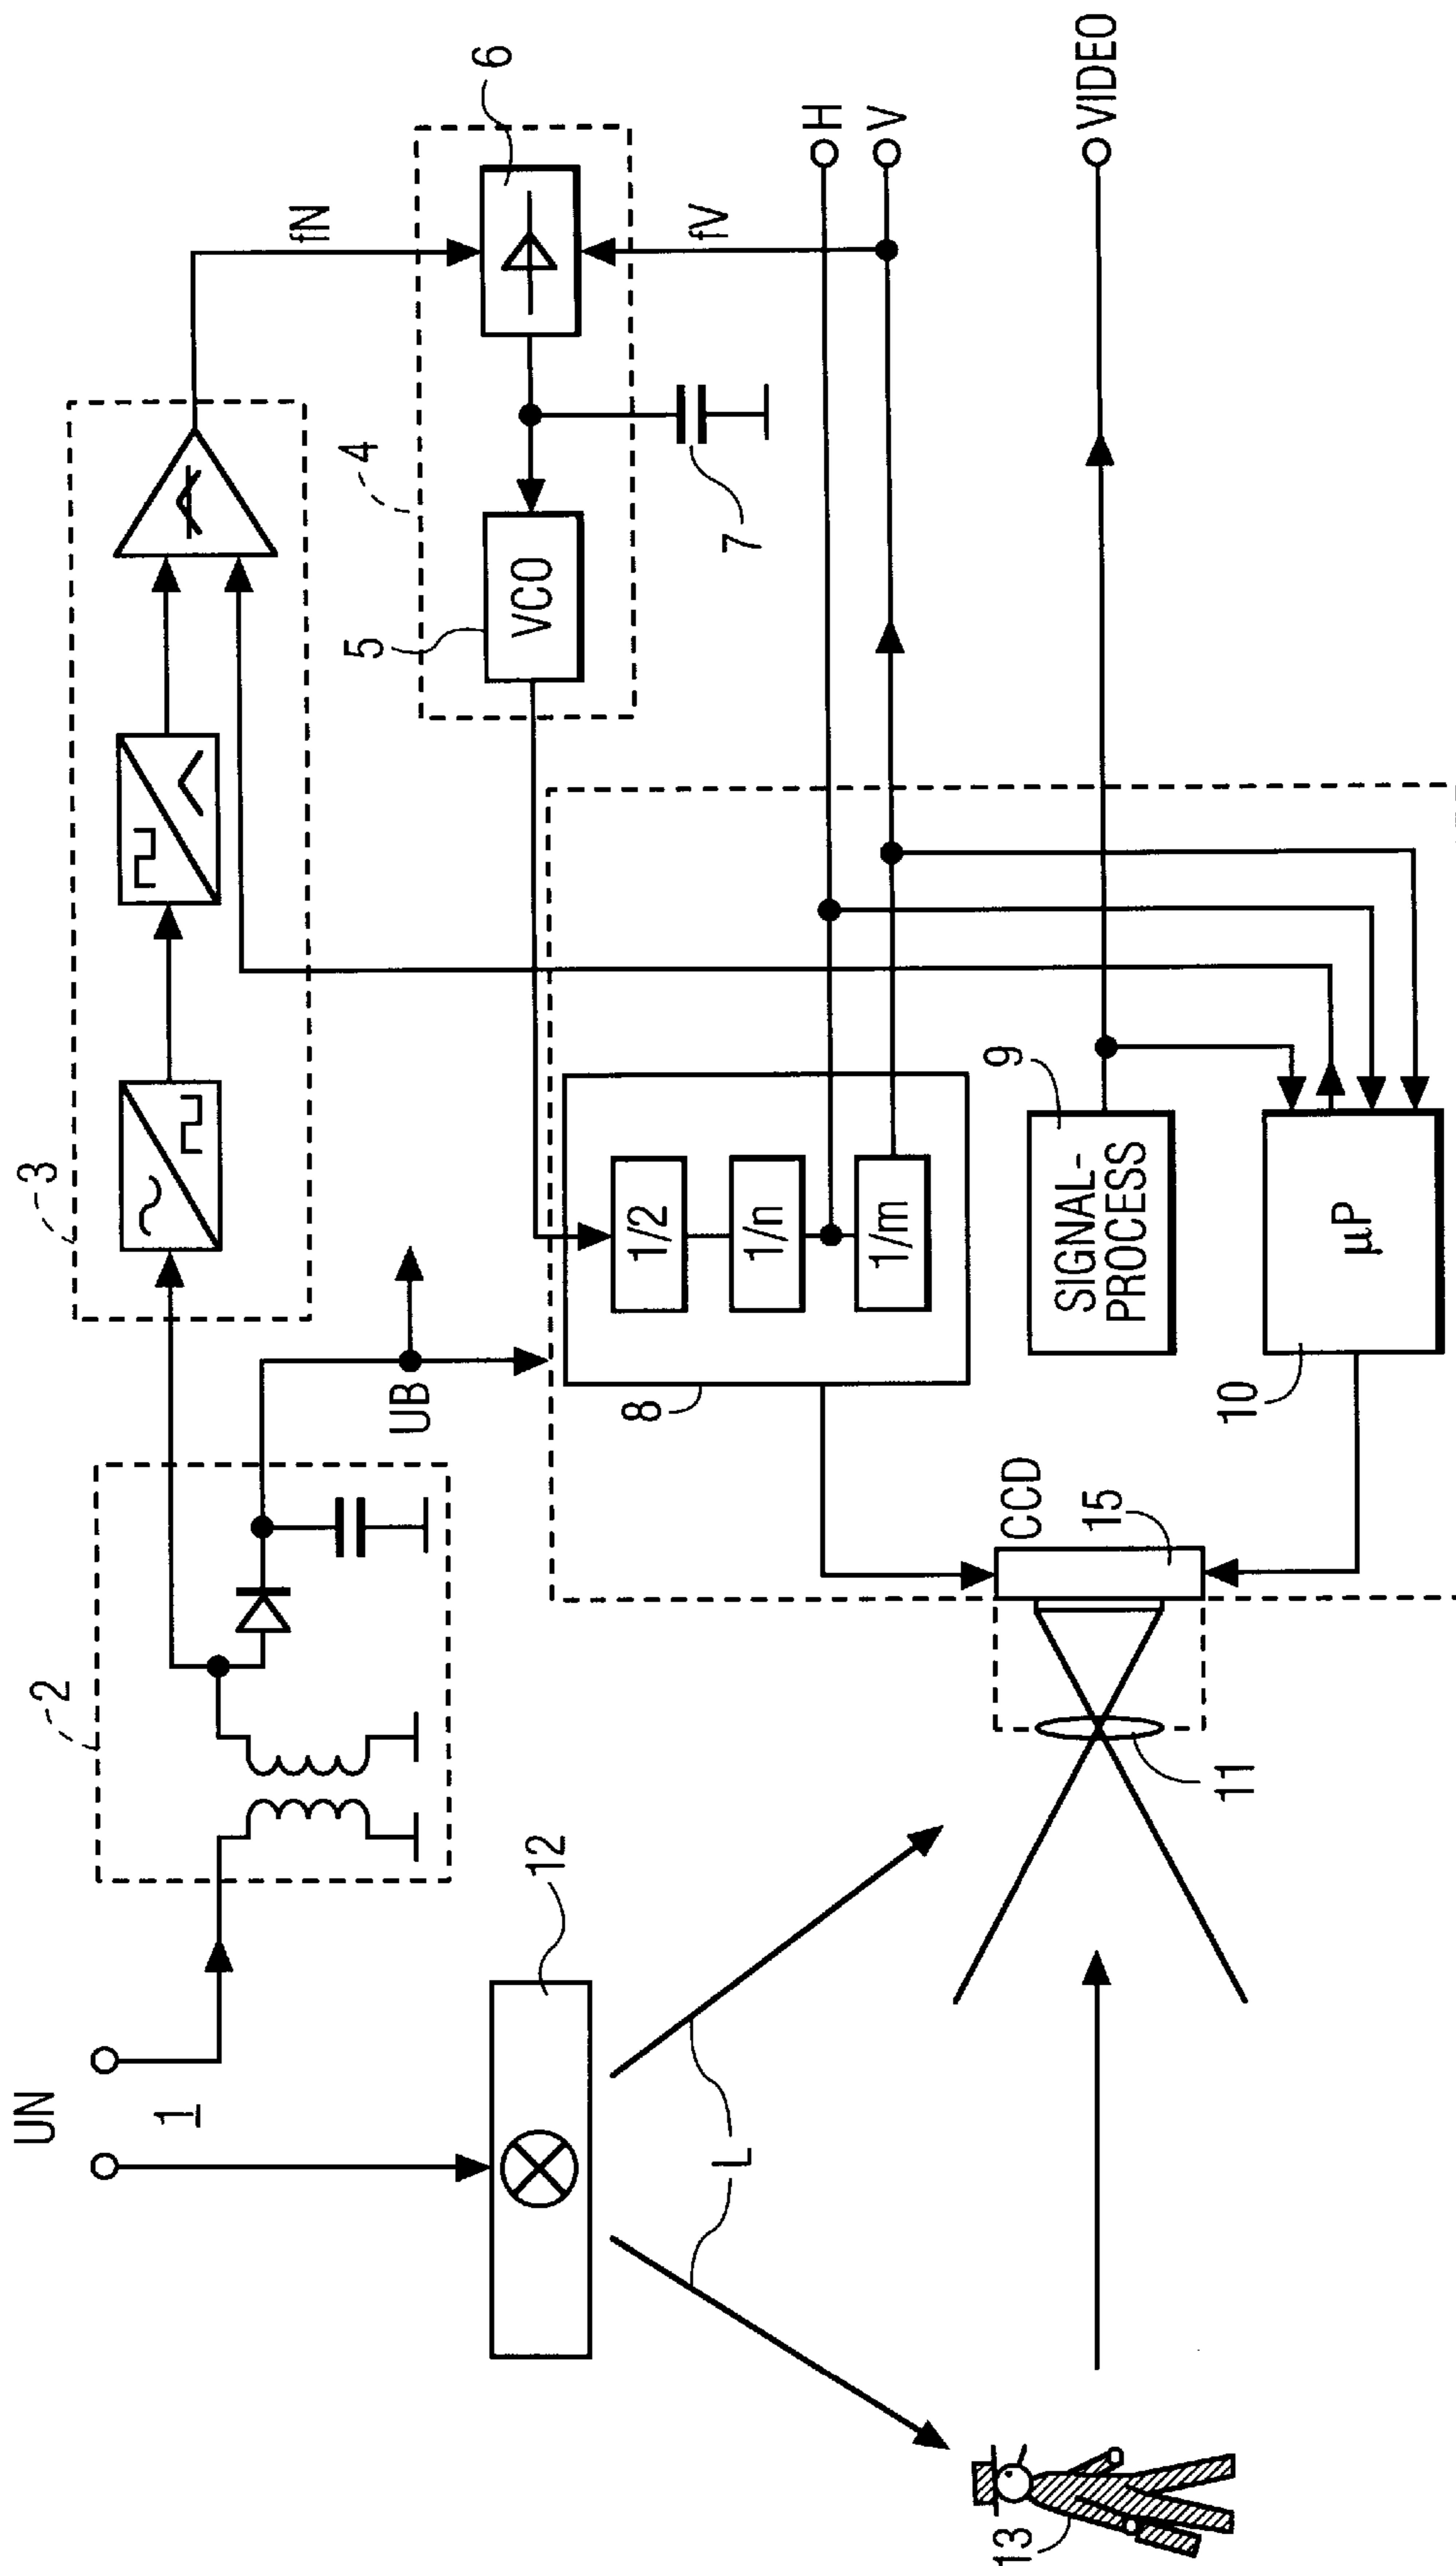 UN
1
2
3
UB
fN
4
5
VCO
6
7
fV
H
V
VIDEO
8
1/2
1/n
1/m
9
SIGNAL-
PROCESS
10
µP
CCD
15
11
12
L
13